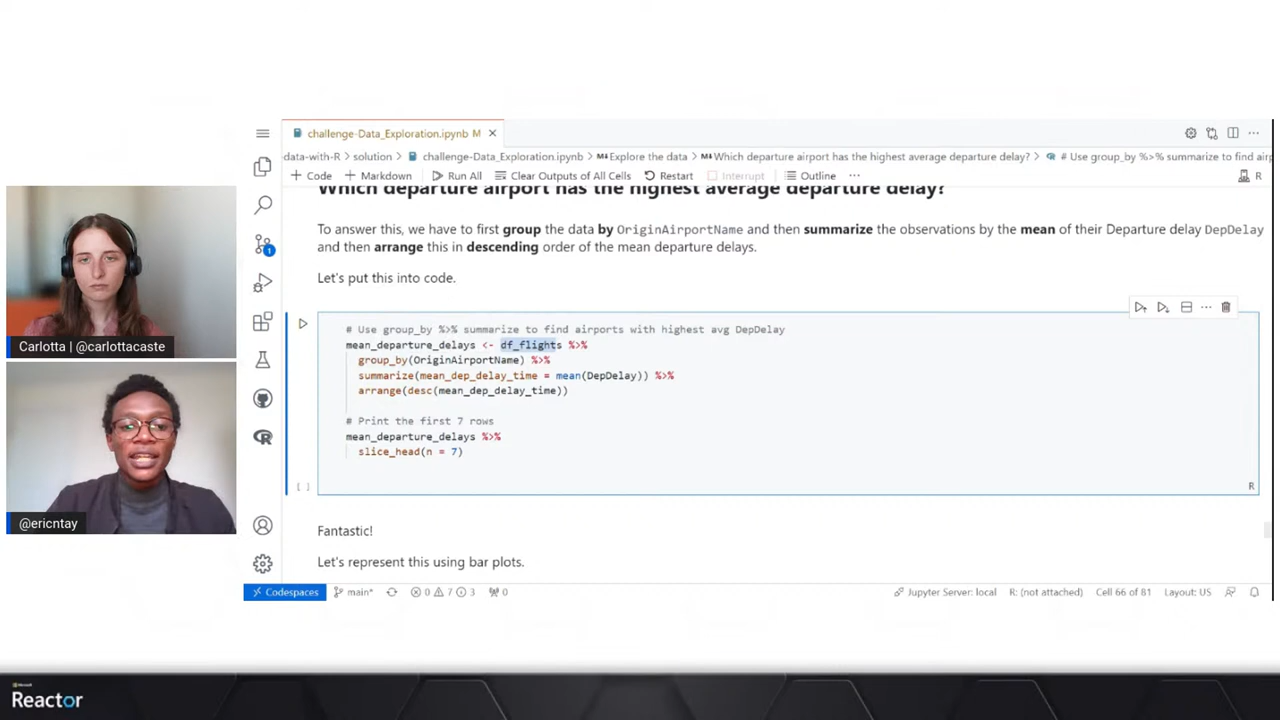 challenge-Data_Exploration.ipynb M
data-with-R > solution > challenge-Data_Exploration.ipynb > M↓Explore the data > M↓Which departure airport has the highest average departure delay? > # Use group_by %>% summarize to find air
+ Code + Markdown Run All Clear Outputs of All Cells Restart Interrupt Outline ... R
Which departure airport has the highest average departure delay?
To answer this, we have to first group the data by OriginAirportName and then summarize the observations by the mean of their Departure delay DepDelay
and then arrange this in descending order of the mean departure delays.
Let's put this into code.
# Use group_by %>% summarize to find airports with highest avg DepDelay
mean_departure_delays <- df_flights %>%
group_by(OriginAirportName) %>%
summarize(mean_dep_delay_time = mean(DepDelay)) %>%
arrange(desc(mean_dep_delay_time))
# Print the first 7 rows
mean_departure_delays %>%
slice_head(n = 7)
[ ]
R
Fantastic!
Let's represent this using bar plots.
1
R
Codespaces main* 0 7 3 0 Jupyter Server: local R: (not attached) Cell 66 of 81 Layout: US
Carlotta | @carlottacaste
@ericntay
Microsoft
Reactor